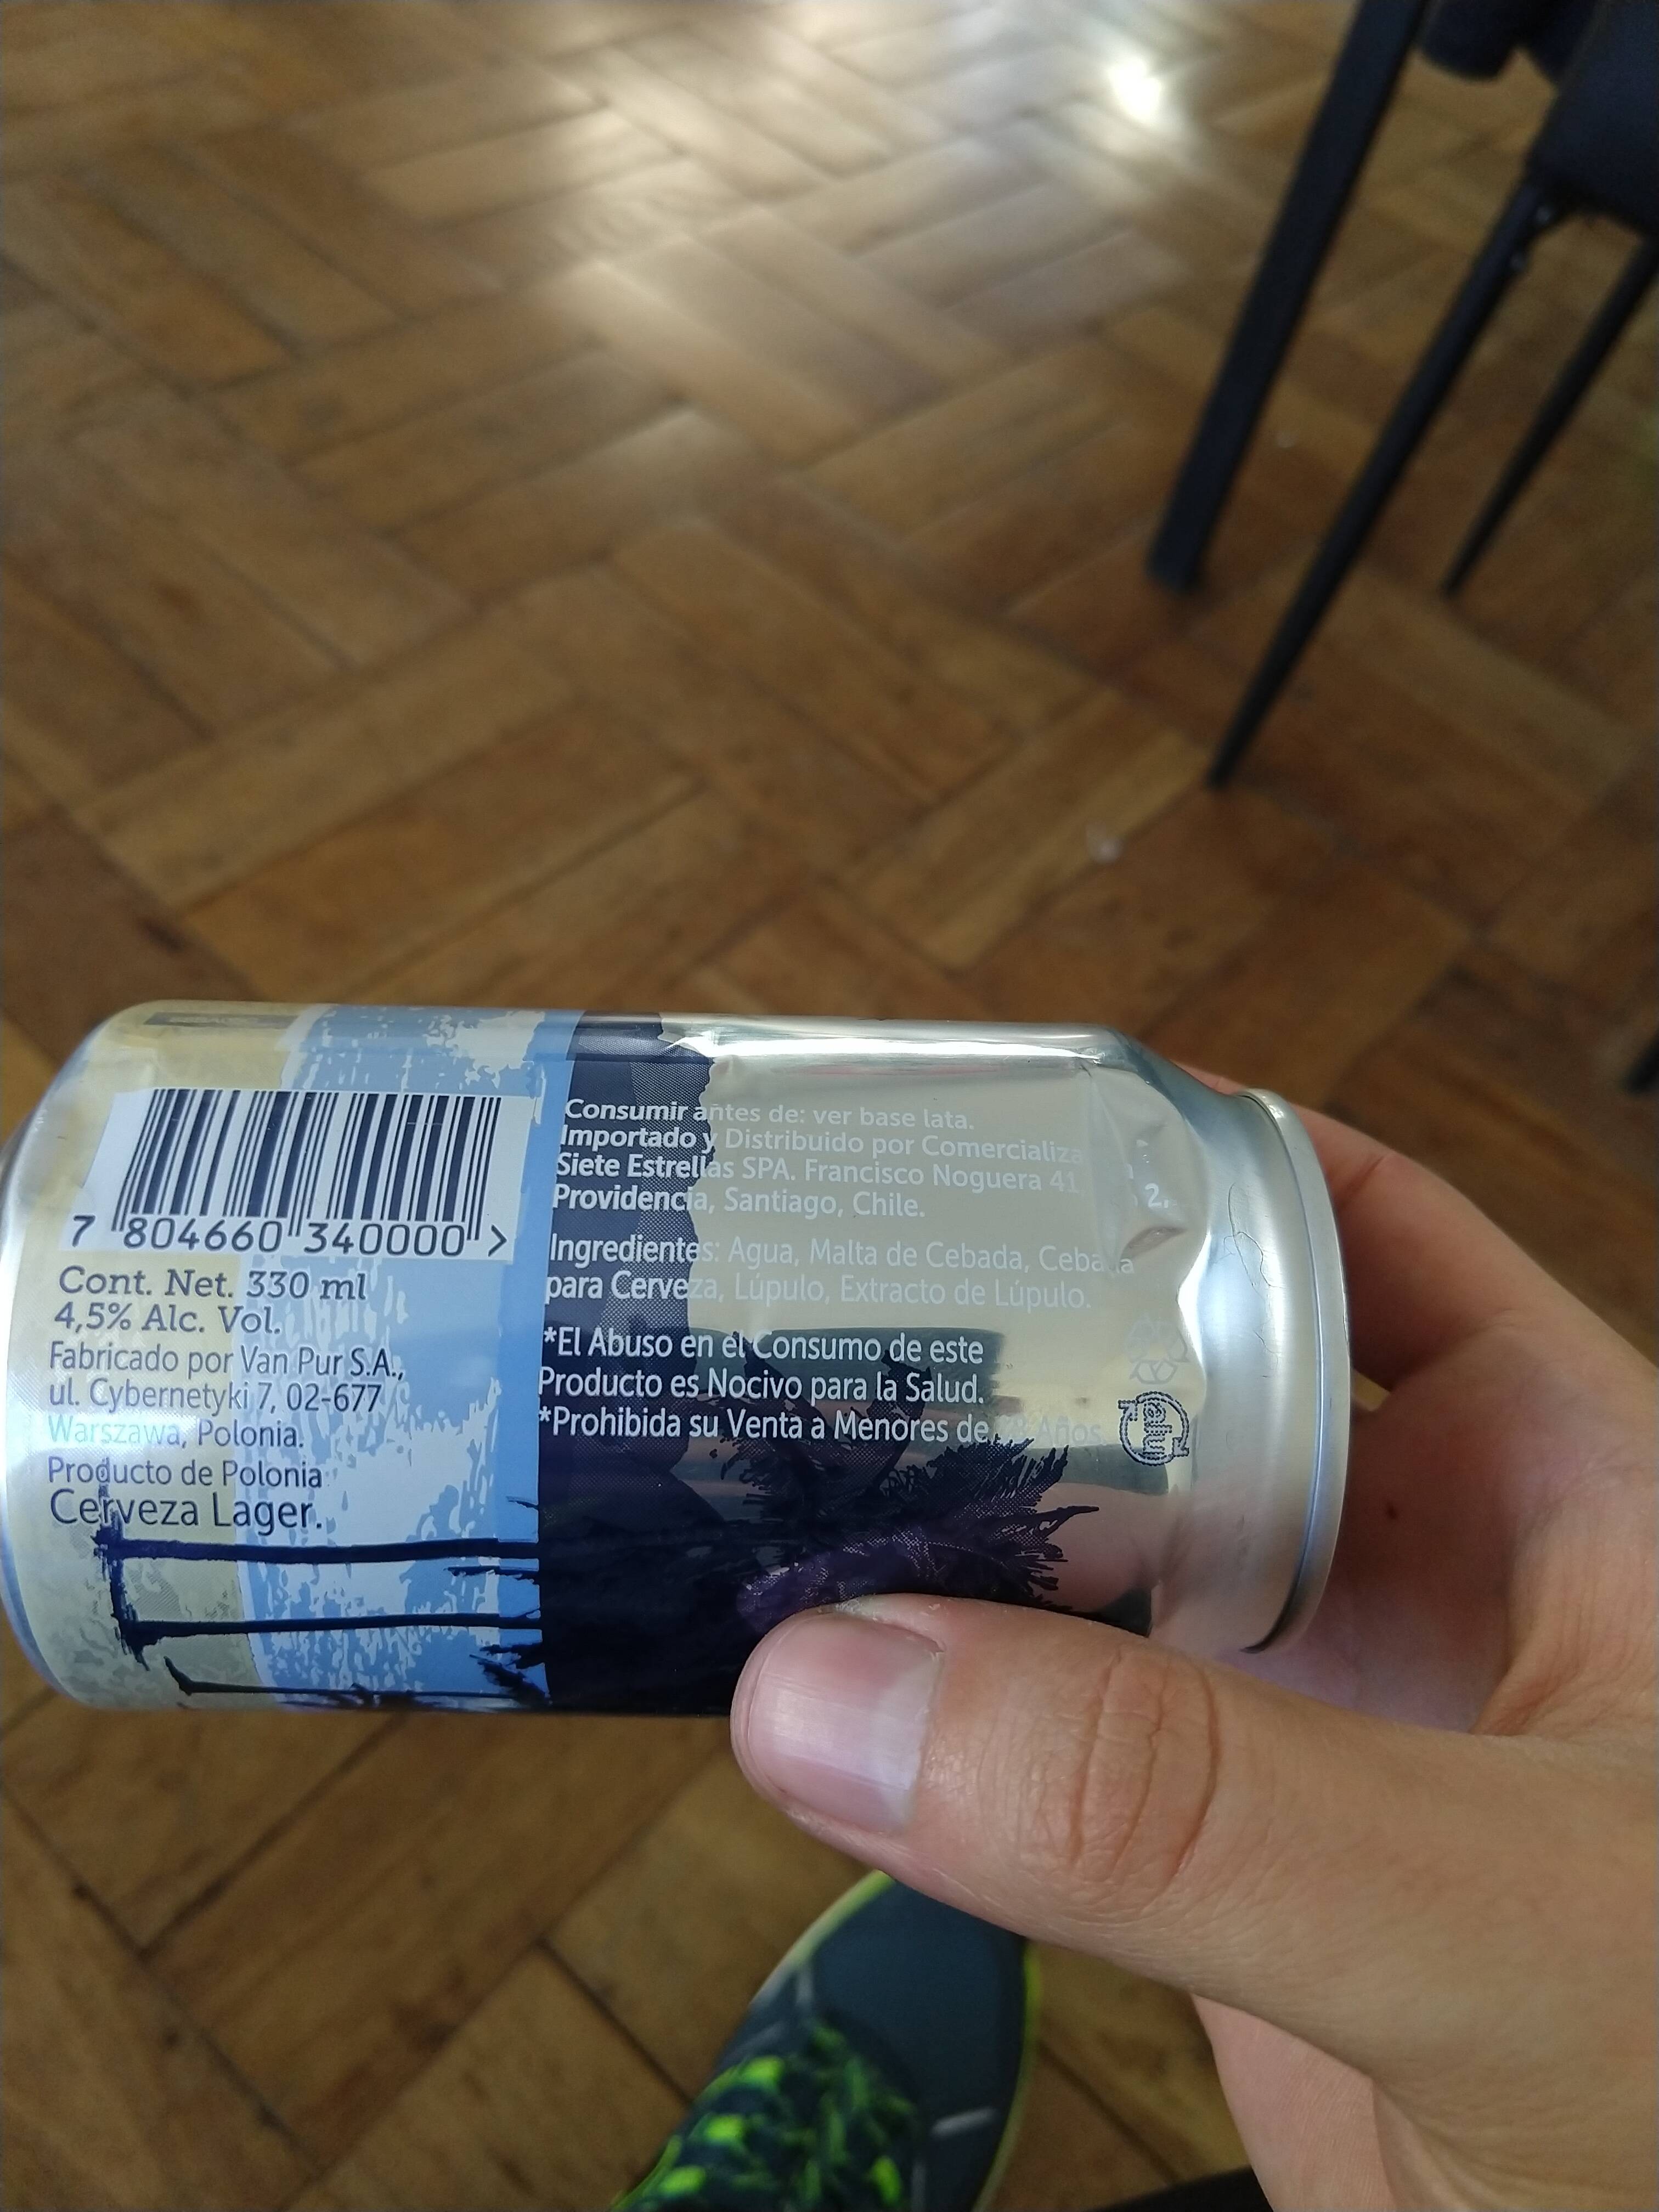 7 804660 340000 >
Cont. Net. 330 ml
4,5% Alc. Vol.
Fabricado por Van Pur S.A.,
ul. Cybernetyki 7, 02-677
Warszawa, Polonia.
Producto de Polonia
Cerveza Lager.
Consumir antes de: ver base lata.
Importado y Distribuido por
Siete Estrellas SPA. Francisco Noguera
Providencia, Santiago, Chile.
Ingredientes: Agua, Malta de Cebada, Cebada
para Cerveza, Lúpulo, Extracto de Lúpulo.
*El Abuso en el Consumo de este
Producto es Nocivo para la Salud.
*Prohibida su Venta a Menores de Años.
alu